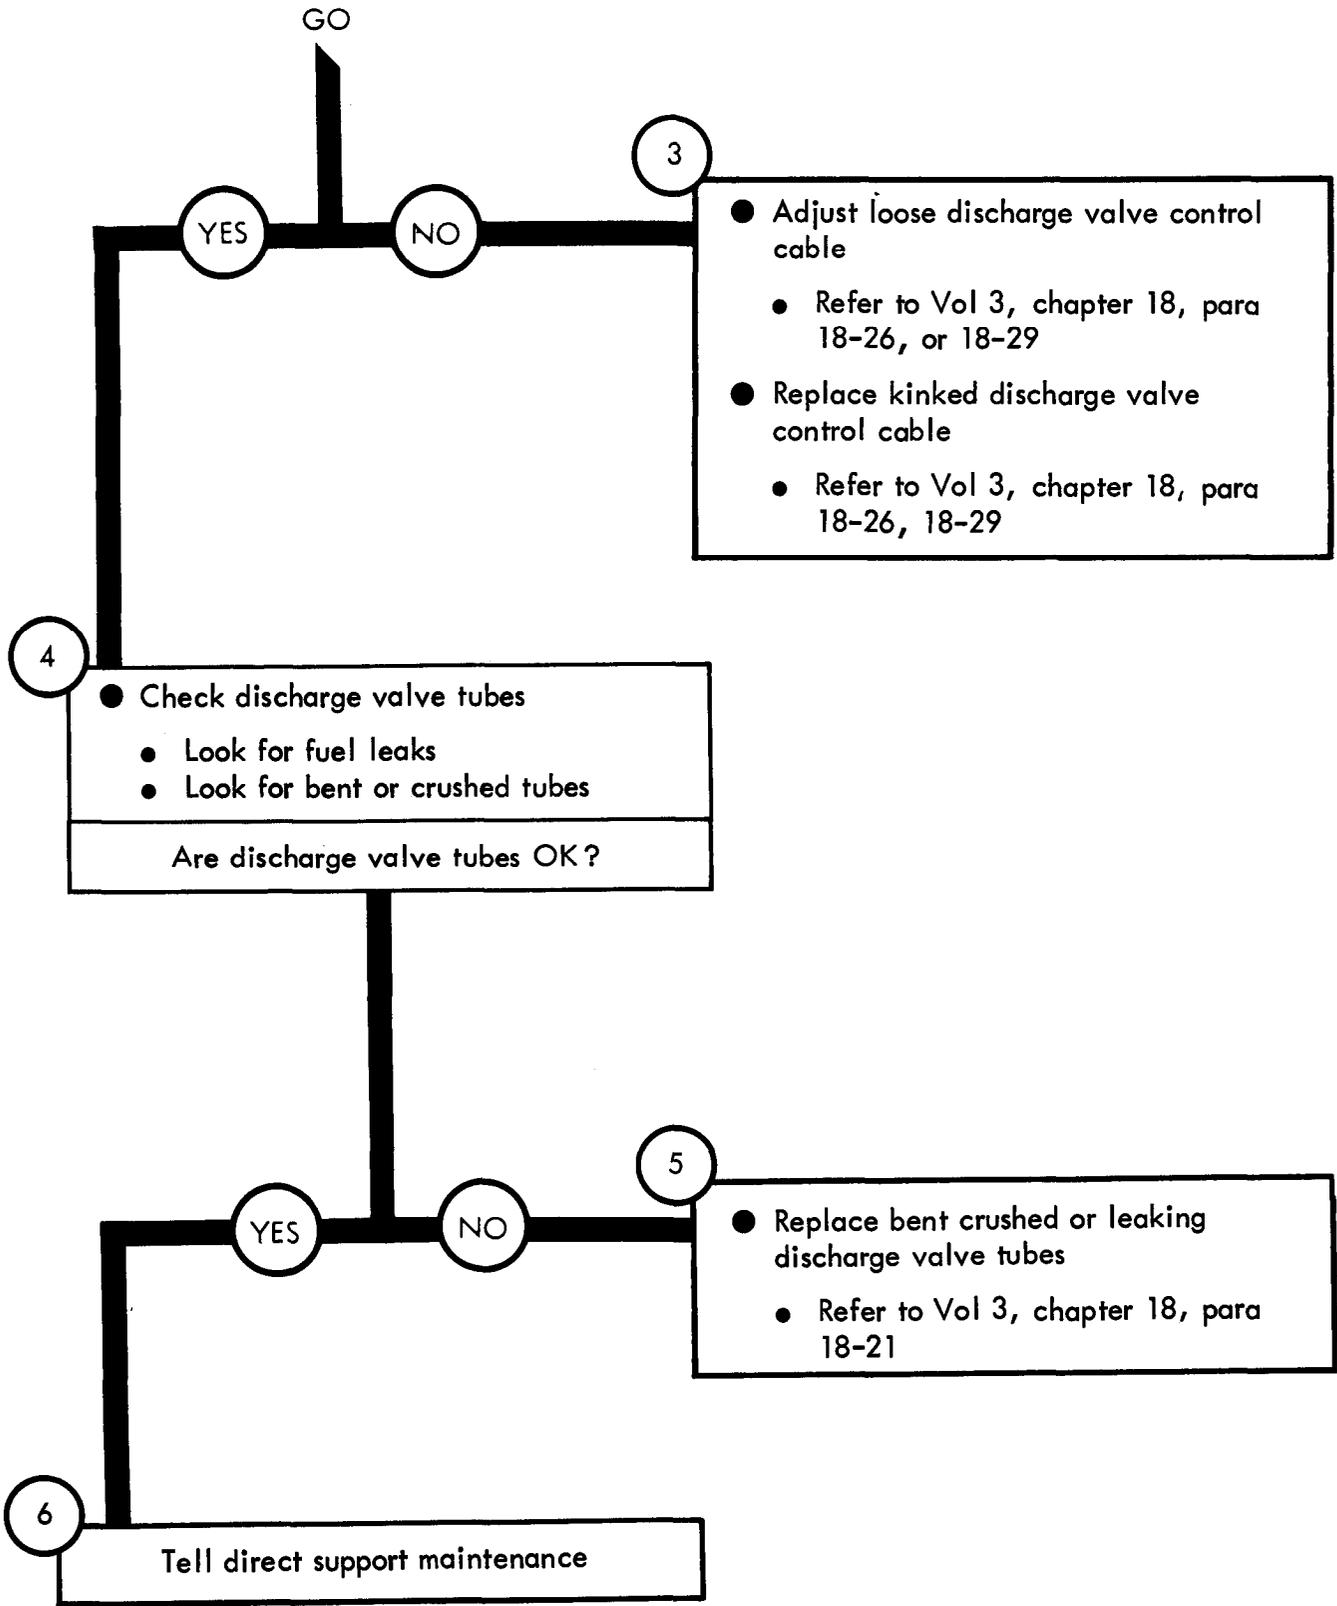 GO
YES
NO
3
● Adjust loose discharge valve control
cable
● Refer to Vol 3, chapter 18, para
18-26, or 18-29
● Replace kinked discharge valve
control cable
● Refer to Vol 3, chapter 18, para
18-26, 18-29
4
● Check discharge valve tubes
● Look for fuel leaks
● Look for bent or crushed tubes
Are discharge valve tubes OK?
YES
NO
5
● Replace bent crushed or leaking
discharge valve tubes
● Refer to Vol 3, chapter 18, para
18-21
6
Tell direct support maintenance